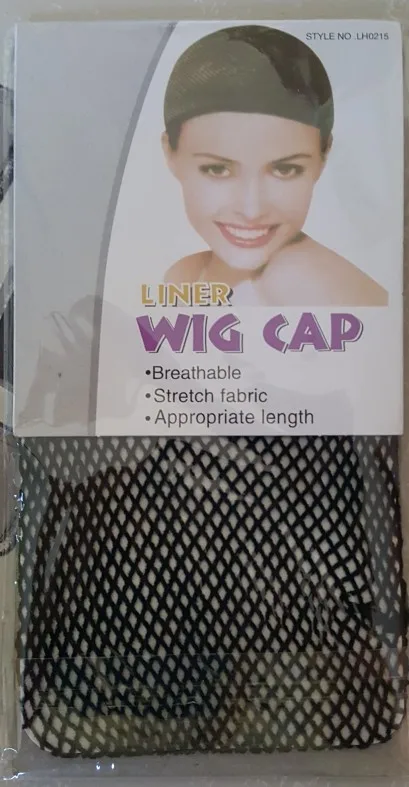 STYLE NO .LH0215
LINER
WIG CAP
•Breathable
•Stretch fabric
•Appropriate length